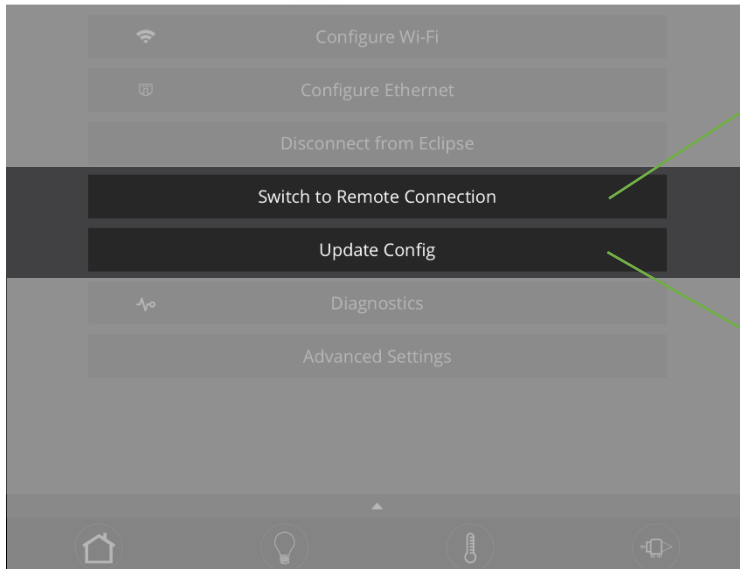 Configure Wi-Fi
Configure Ethernet
Disconnect from Eclipse
Switch to Remote Connection
Update Config
Diagnostics
Advanced Settings